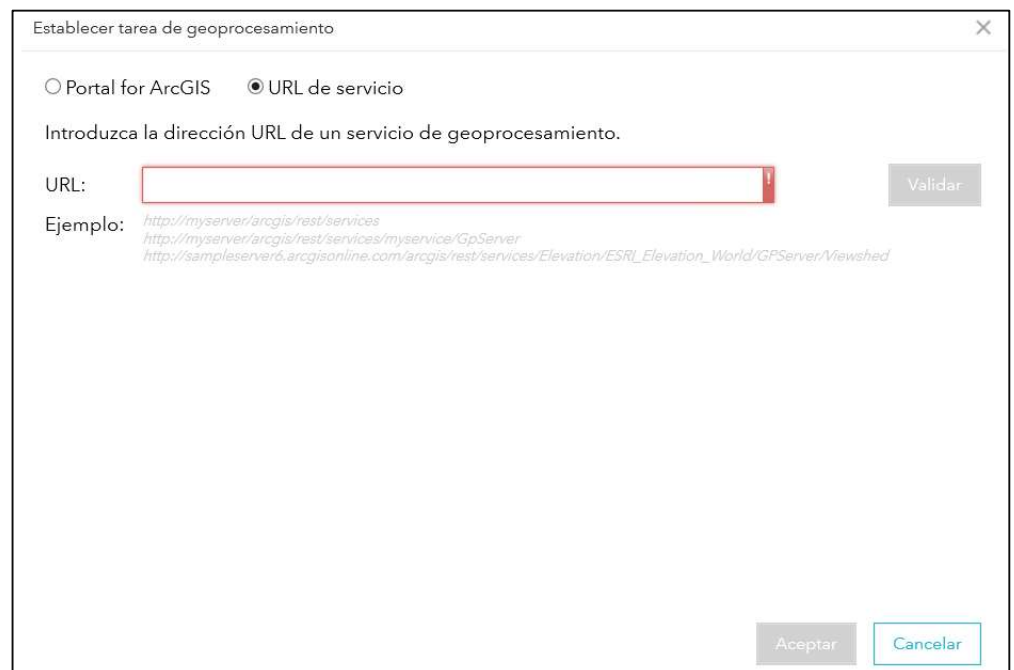 Establecer tarea de geoprocesamiento
Portal for ArcGIS URL de servicio
Introduzca la dirección URL de un servicio de geoprocesamiento.
URL: ! Validar
Ejemplo: http://myserver/arcgis/rest/services
http://myserver/arcgis/rest/services/myservice/GpServer
http://sampleserver6.arcgisonline.com/arcgis/rest/services/Elevation/ESRI_Elevation_World/GPServer/Viewshed
Aceptar Cancelar